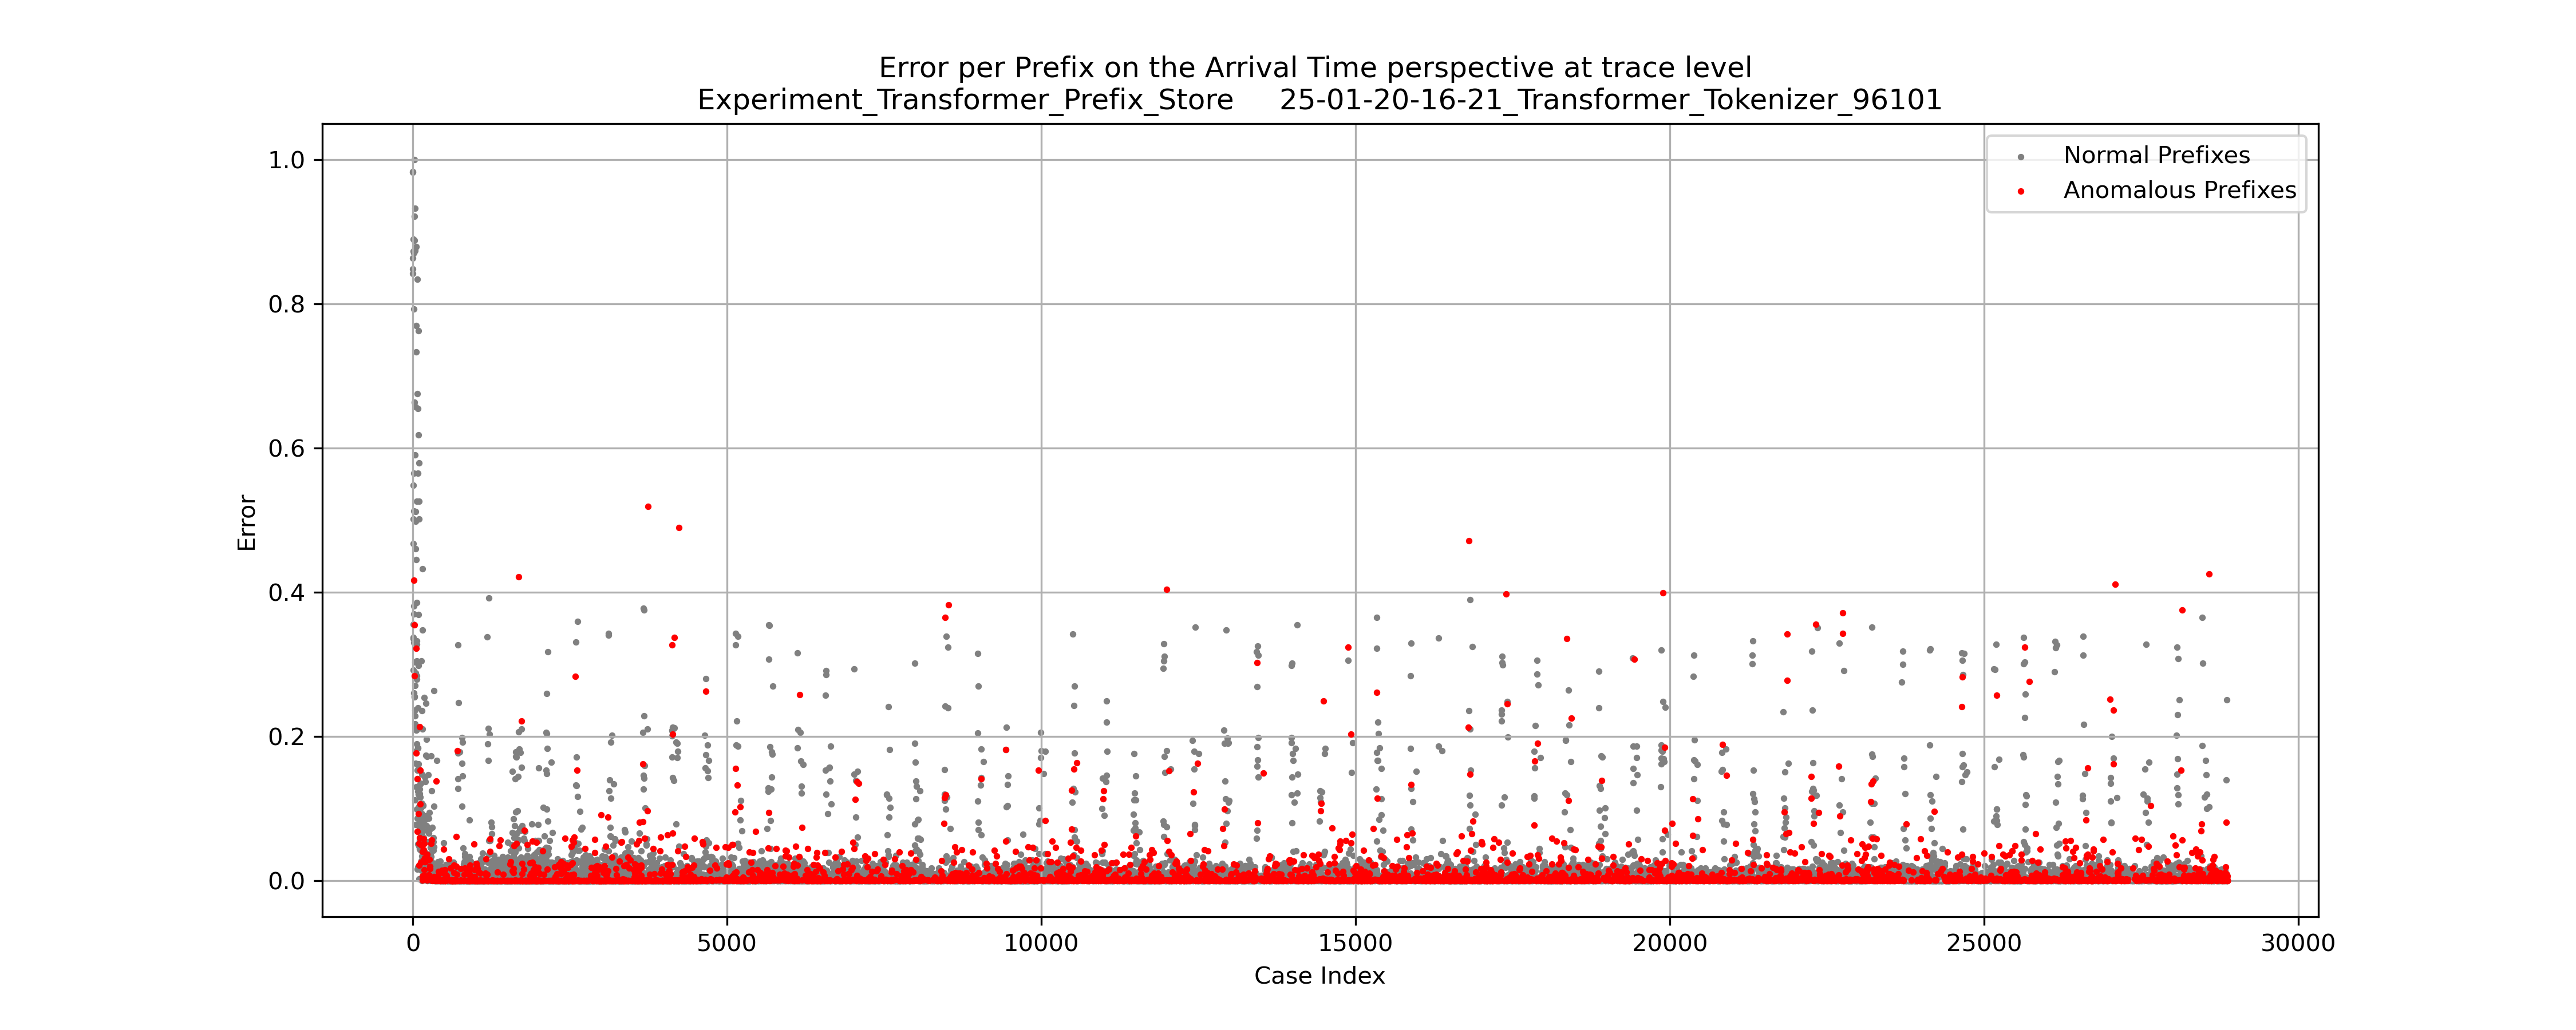 Error per Prefix on the Arrival Time perspective at trace level
Experiment_Transformer_Prefix_Store 25-01-20-16-21_Transformer_Tokenizer_96101
Normal Prefixes
Anomalous Prefixes
1.0
0.8
0.6
0.4
0.2
0.0
Error
0 5000 10000 15000 20000 25000 30000
Case Index